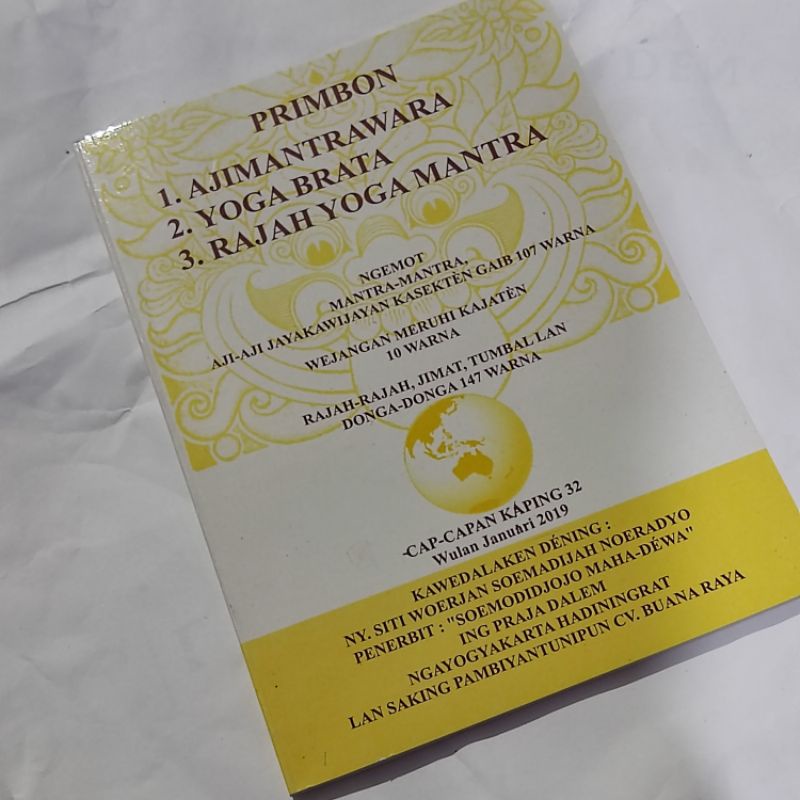 PRIMBON
1. AJIMANTRAWARA
2. YOGA BRATA
3. RAJAH YOGA MANTRA
NGEMOT
MANTRA-MANTRA,
AJI-AJI JAYAKAWIJAYAN KASEKTÈN GAIB 107 WARNA
WEJANGAN MERUHI KAJATÈN
10 WARNA
RAJAH-RAJAH, JIMAT, TUMBAL LAN
DONGA-DONGA 147 WARNA
-CAP-CAPAN KÁPING 32
Wulan Januari 2019
KAWEDALAKEN DÉNING :
NY. SITI WOERJAN SOEMADIJAH NOERADYO
PENERBIT : "SOEMODIDJOJO MAHA-DÉWA"
ING PRAJA DALEM
NGAYOGYAKARTA HADININGRAT
LAN SAKING PAMBIYANTUNIPUN CV. BUANA RAYA